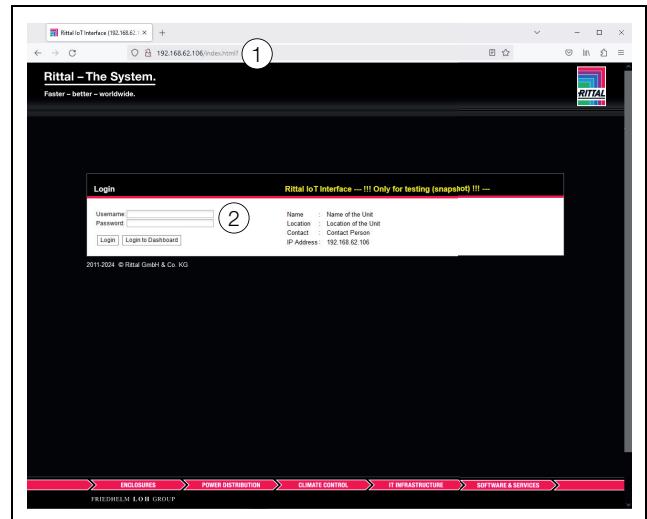 Rittal IoT Interface (192.168.62.1
192.168.62.106/index.html?
1
Rittal – The System.
Faster – better – worldwide.
RITTAL
Login
Rittal IoT Interface --- !!! Only for testing (snapshot) !!! ---
Username:
Password:
2
Login
Login to Dashboard
Name : Name of the Unit
Location : Location of the Unit
Contact : Contact Person
IP Address : 192.168.62.106
2011-2024 © Rittal GmbH & Co. KG
ENCLOSURES
POWER DISTRIBUTION
CLIMATE CONTROL
IT INFRASTRUCTURE
SOFTWARE & SERVICES
FRIEDHELM LOH GROUP